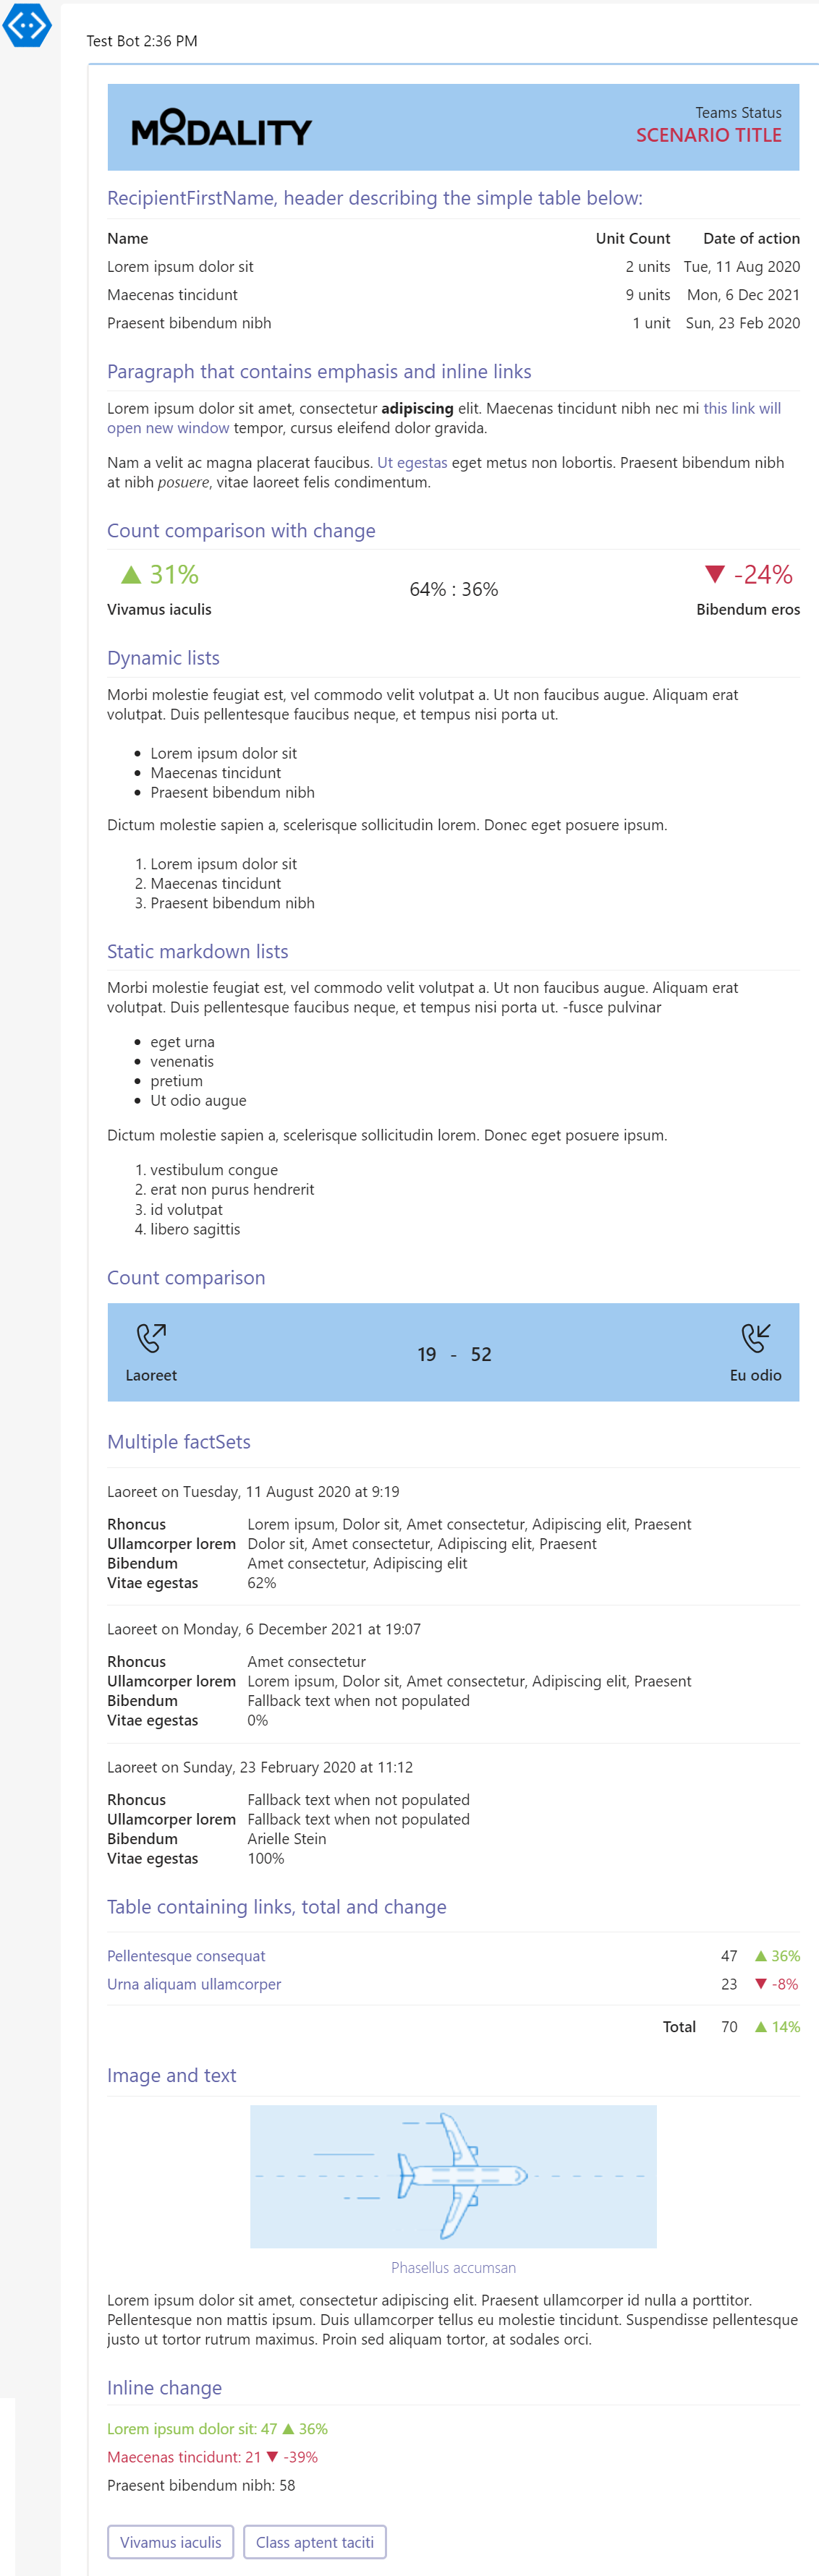 Test Bot 2:36 PM
MODALITY
Teams Status
SCENARIO TITLE
RecipientFirstName, header describing the simple table below:
Name Unit Count Date of action
Lorem ipsum dolor sit 2 units Tue, 11 Aug 2020
Maecenas tincidunt 9 units Mon, 6 Dec 2021
Praesent bibendum nibh 1 unit Sun, 23 Feb 2020
Paragraph that contains emphasis and inline links
Lorem ipsum dolor sit amet, consectetur adipiscing elit. Maecenas tincidunt nibh nec mi this link will
open new window tempor, cursus eleifend dolor gravida.
Nam a velit ac magna placerat faucibus. Ut egestas eget metus non lobortis. Praesent bibendum nibh
at nibh posuere, vitae laoreet felis condimentum.
Count comparison with change
▲ 31% 64% : 36% ▼ -24%
Vivamus iaculis Bibendum eros
Dynamic lists
Morbi molestie feugiat est, vel commodo velit volutpat a. Ut non faucibus augue. Aliquam erat
volutpat. Duis pellentesque faucibus neque, et tempus nisi porta ut.
• Lorem ipsum dolor sit
• Maecenas tincidunt
• Praesent bibendum nibh
Dictum molestie sapien a, scelerisque sollicitudin lorem. Donec eget posuere ipsum.
1. Lorem ipsum dolor sit
2. Maecenas tincidunt
3. Praesent bibendum nibh
Static markdown lists
Morbi molestie feugiat est, vel commodo velit volutpat a. Ut non faucibus augue. Aliquam erat
volutpat. Duis pellentesque faucibus neque, et tempus nisi porta ut. -fusce pulvinar
• eget urna
• venenatis
• pretium
• Ut odio augue
Dictum molestie sapien a, scelerisque sollicitudin lorem. Donec eget posuere ipsum.
1. vestibulum congue
2. erat non purus hendrerit
3. id volutpat
4. libero sagittis
Count comparison
19 - 52
Laoreet Eu odio
Multiple factSets
Laoreet on Tuesday, 11 August 2020 at 9:19
Rhoncus Lorem ipsum, Dolor sit, Amet consectetur, Adipiscing elit, Praesent
Ullamcorper lorem Dolor sit, Amet consectetur, Adipiscing elit, Praesent
Bibendum Amet consectetur, Adipiscing elit
Vitae egestas 62%
Laoreet on Monday, 6 December 2021 at 19:07
Rhoncus Amet consectetur
Ullamcorper lorem Lorem ipsum, Dolor sit, Amet consectetur, Adipiscing elit, Praesent
Bibendum Fallback text when not populated
Vitae egestas 0%
Laoreet on Sunday, 23 February 2020 at 11:12
Rhoncus Fallback text when not populated
Ullamcorper lorem Fallback text when not populated
Bibendum Arielle Stein
Vitae egestas 100%
Table containing links, total and change
Pellentesque consequat 47 ▲ 36%
Urna aliquam ullamcorper 23 ▼ -8%
Total 70 ▲ 14%
Image and text
Phasellus accumsan
Lorem ipsum dolor sit amet, consectetur adipiscing elit. Praesent ullamcorper id nulla a porttitor.
Pellentesque non mattis ipsum. Duis ullamcorper tellus eu molestie tincidunt. Suspendisse pellentesque
justo ut tortor rutrum maximus. Proin sed aliquam tortor, at sodales orci.
Inline change
Lorem ipsum dolor sit: 47 ▲ 36%
Maecenas tincidunt: 21 ▼ -39%
Praesent bibendum nibh: 58
Vivamus iaculis Class aptent taciti